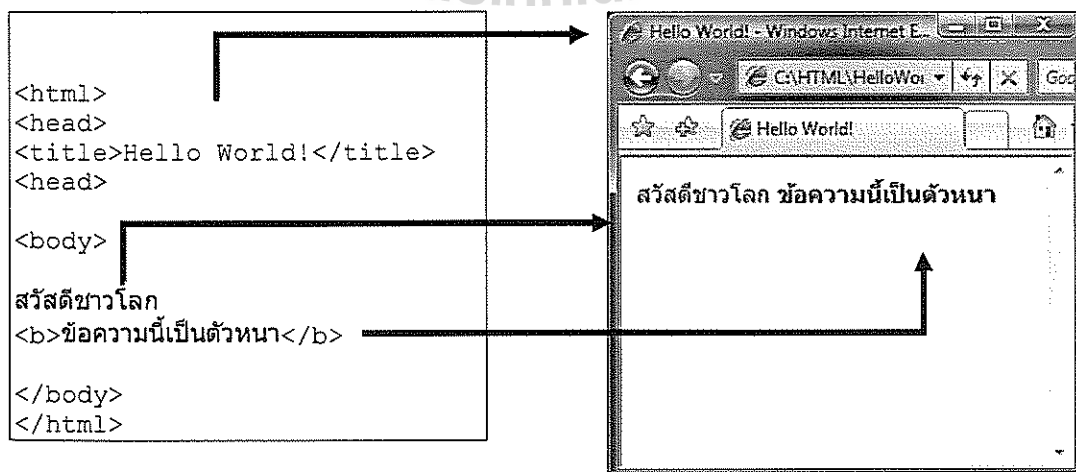 <html>
<head>
<title>Hello World!</title>
<head>
<body>
สวัสดีชาวโลก
<b>ข้อความนี้เป็นตัวหนา</b>
</body>
</html>
Hello World! - Windows Internet E...
C:\HTML\HelloWor
Goo
Hello World!
สวัสดีชาวโลก ข้อความนี้เป็นตัวหนา